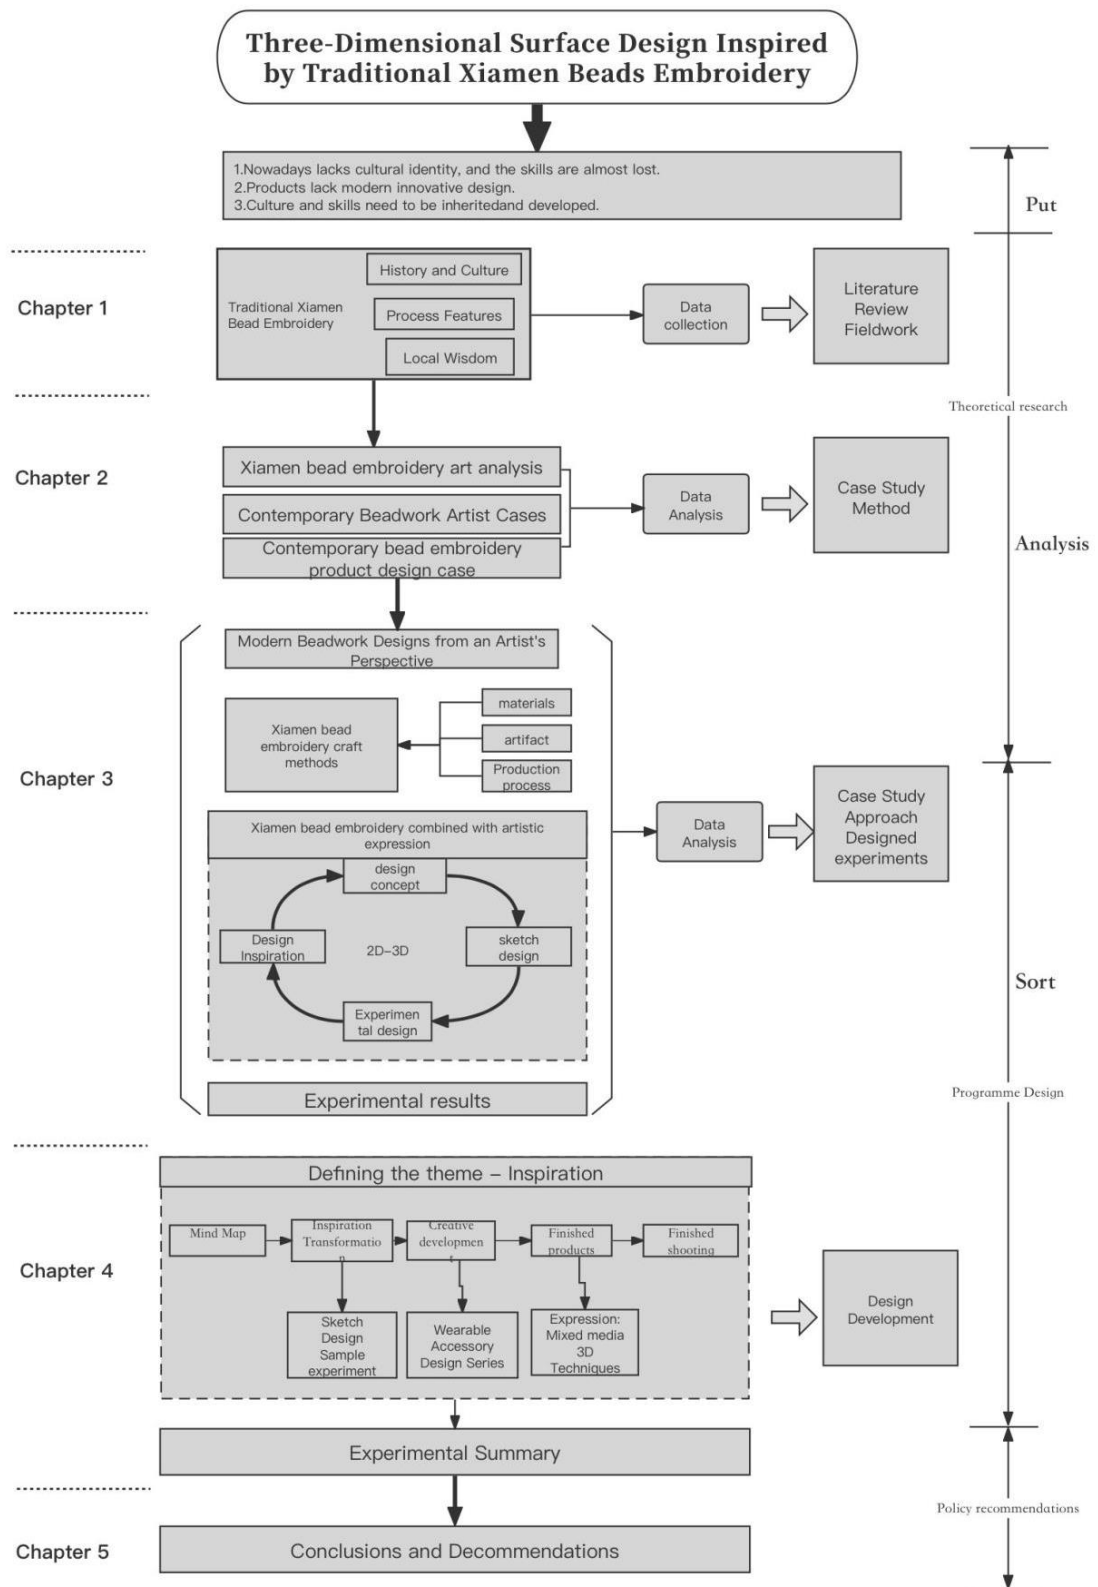 Three-Dimensional Surface Design Inspired
by Traditional Xiamen Beads Embroidery
1.Nowadays lacks cultural identity, and the skills are almost lost.
2.Products lack modern innovative design.
3.Culture and skills need to be inheritedand developed.
Put
Chapter 1
Traditional Xiamen
Bead Embroidery
History and Culture
Process Features
Local Wisdom
Data
collection
Literature
Review
Fieldwork
Theoretical research
Chapter 2
Xiamen bead embroidery art analysis
Contemporary Beadwork Artist Cases
Contemporary bead embroidery
product design case
Data
Analysis
Case Study
Method
Analysis
Chapter 3
Modern Beadwork Designs from an Artist's
Perspective
Xiamen bead
embroidery craft
methods
materials
artifact
Production
process
Xiamen bead embroidery combined with artistic
expression
design
concept
Design
Inspiration
2D–3D
sketch
design
Experimen
tal design
Experimental results
Data
Analysis
Case Study
Approach
Designed
experiments
Sort
Programme Design
Chapter 4
Defining the theme – Inspiration
Mind Map
Inspiration
Transformatio
n
Creative
developmen
t
Finished
products
Finished
shooting
Sketch
Design
Sample
experiment
Wearable
Accessory
Design Series
Expression:
Mixed media
3D
Techniques
Design
Development
Experimental Summary
Policy recommendations
Chapter 5
Conclusions and Decommendations